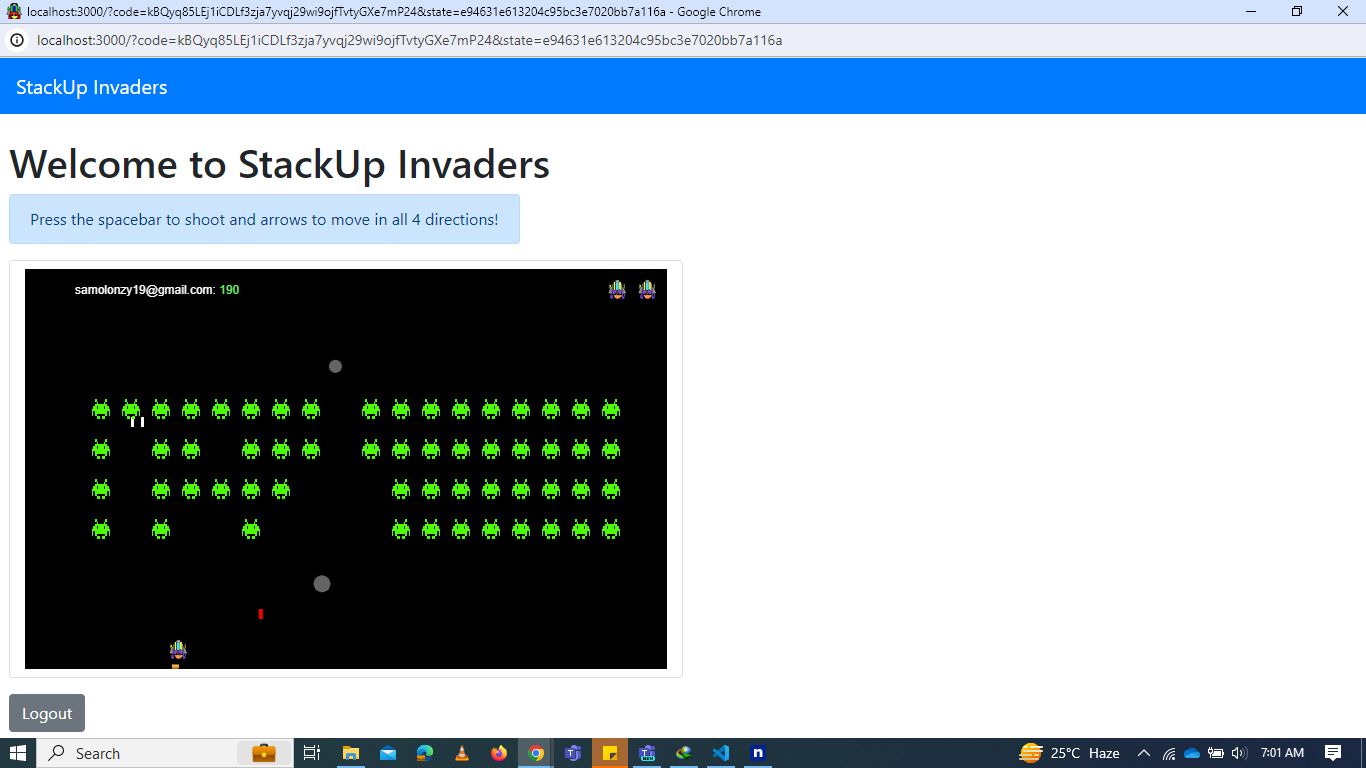 localhost:3000/?code=kBQyq85LEj1iCDLf3zja7yvqj29wi9ojfTvtyGXe7mP24&state=e94631e613204c95bc3e7020bb7a116a - Google Chrome
localhost:3000/?code=kBQyq85LEj1iCDLf3zja7yvqj29wi9ojfTvtyGXe7mP24&state=e94631e613204c95bc3e7020bb7a116a
StackUp Invaders
Welcome to StackUp Invaders
Press the spacebar to shoot and arrows to move in all 4 directions!
samolonzy19@gmail.com: 190
Logout
Search
25°C Haze
7:01 AM